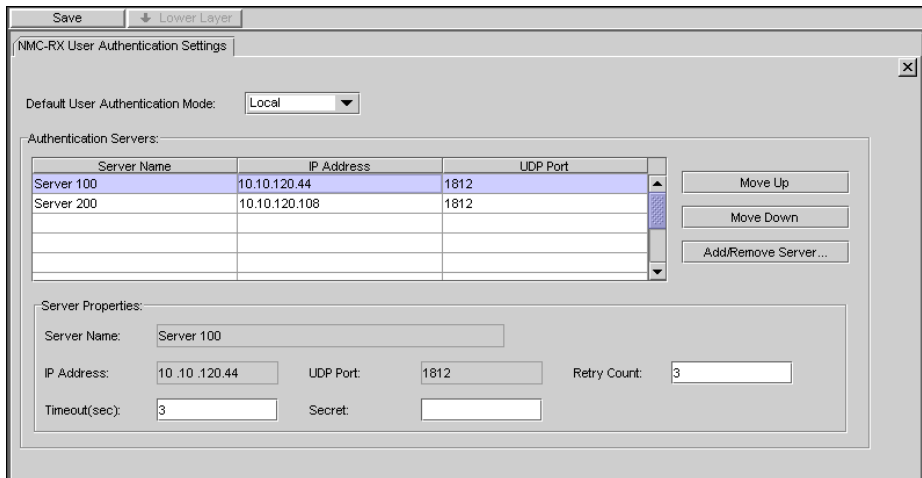 Save Lower Layer
NMC-RX User Authentication Settings
Default User Authentication Mode: Local
Authentication Servers:
Server Name IP Address UDP Port
Server 100 10.10.120.44 1812 Move Up
Server 200 10.10.120.108 1812
Move Down
Add/Remove Server...
Server Properties:
Server Name: Server 100
IP Address: 10 .10 .120.44 UDP Port: 1812 Retry Count: 3
Timeout(sec): 3 Secret: